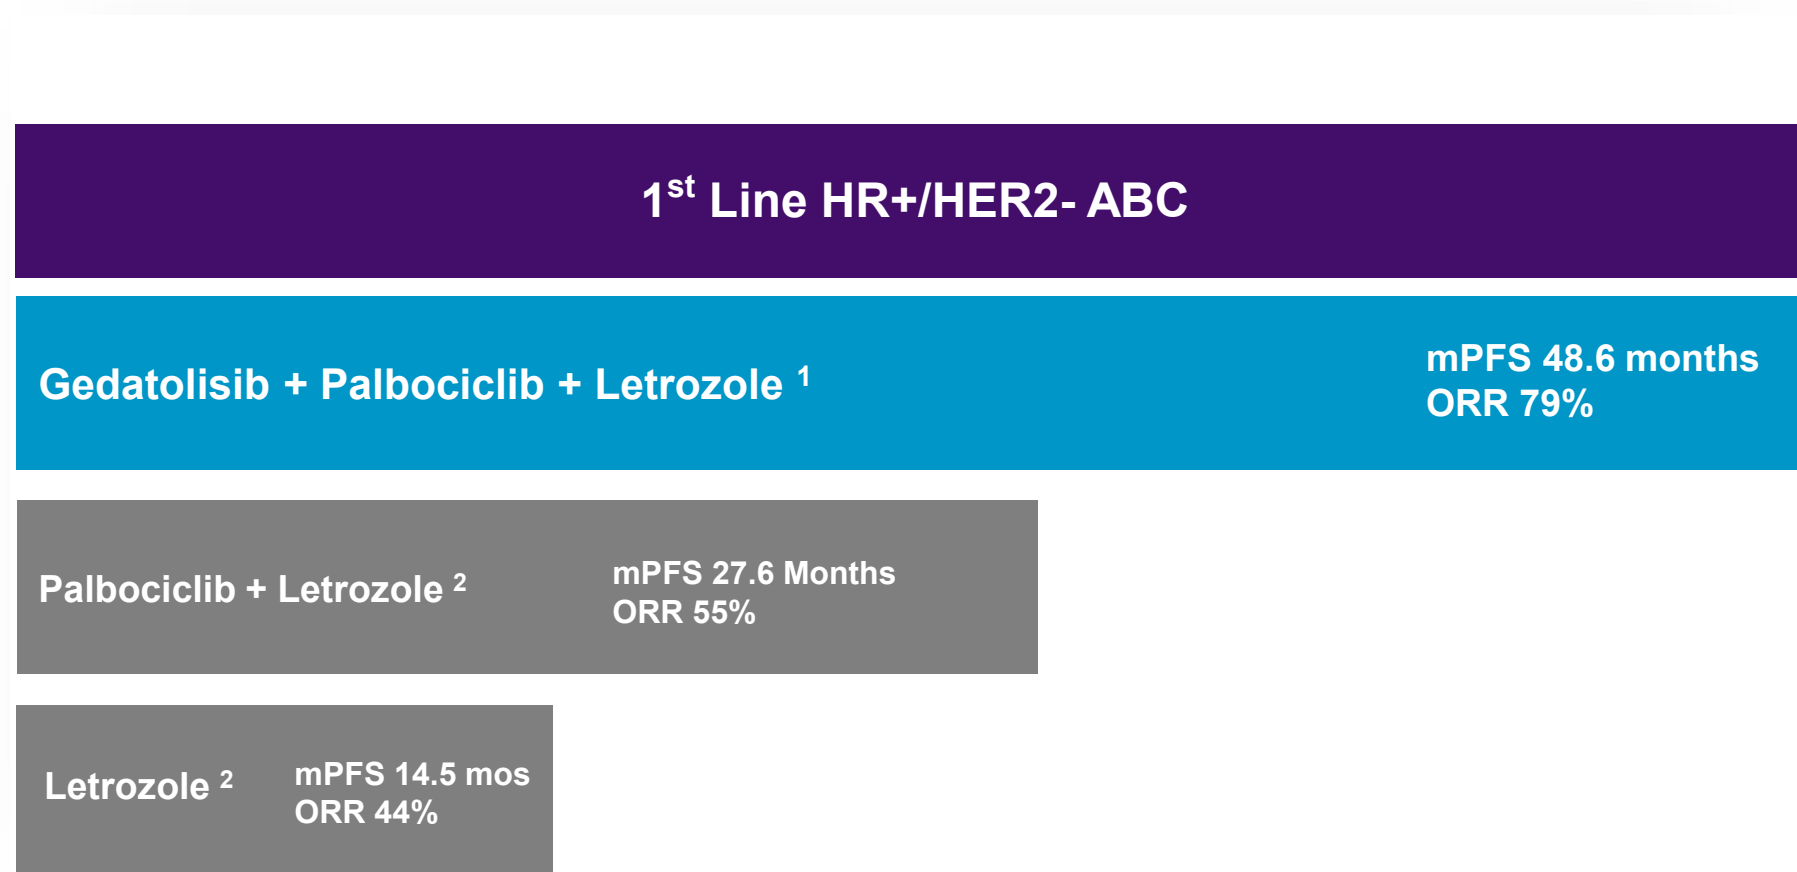 1st Line HR+/HER2- ABC
Gedatolisib + Palbociclib + Letrozole 1
mPFS 48.6 months
ORR 79%
Palbociclib + Letrozole 2
mPFS 27.6 Months
ORR 55%
Letrozole 2
mPFS 14.5 mos
ORR 44%